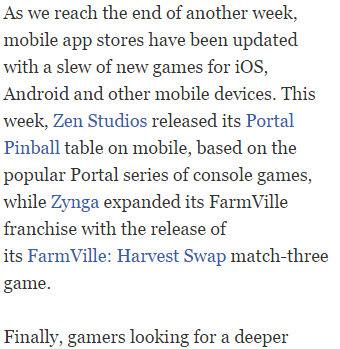 As we reach the end of another week,
mobile app stores have been updated
with a slew of new games for iOS,
Android and other mobile devices. This
week, Zen Studios released its Portal
Pinball table on mobile, based on the
popular Portal series of console games,
while Zynga expanded its FarmVille
franchise with the release of
its FarmVille: Harvest Swap match-three
game.
Finally, gamers looking for a deeper